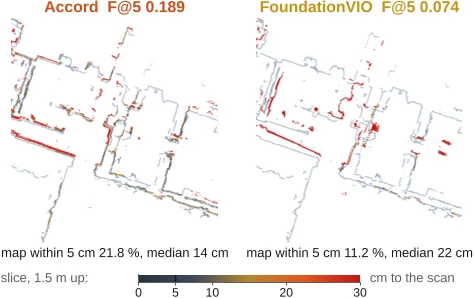 Accord F@5 0.189
FoundationVIO F@5 0.074
map within 5 cm 21.8 %, median 14 cm
map within 5 cm 11.2 %, median 22 cm
slice, 1.5 m up:
cm to the scan
0 5 10 20 30